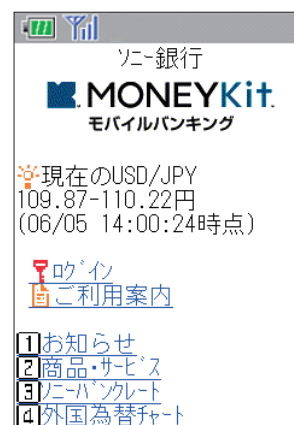 ソニー銀行
MONEYKit
モバイルバンキング
現在のUSD/JPY
109.87-110.22円
(06/05 14:00:24時点)
ログイン
ご利用案内
1お知らせ
2商品・サービス
3ソニーバンクレート
4外国為替チャート